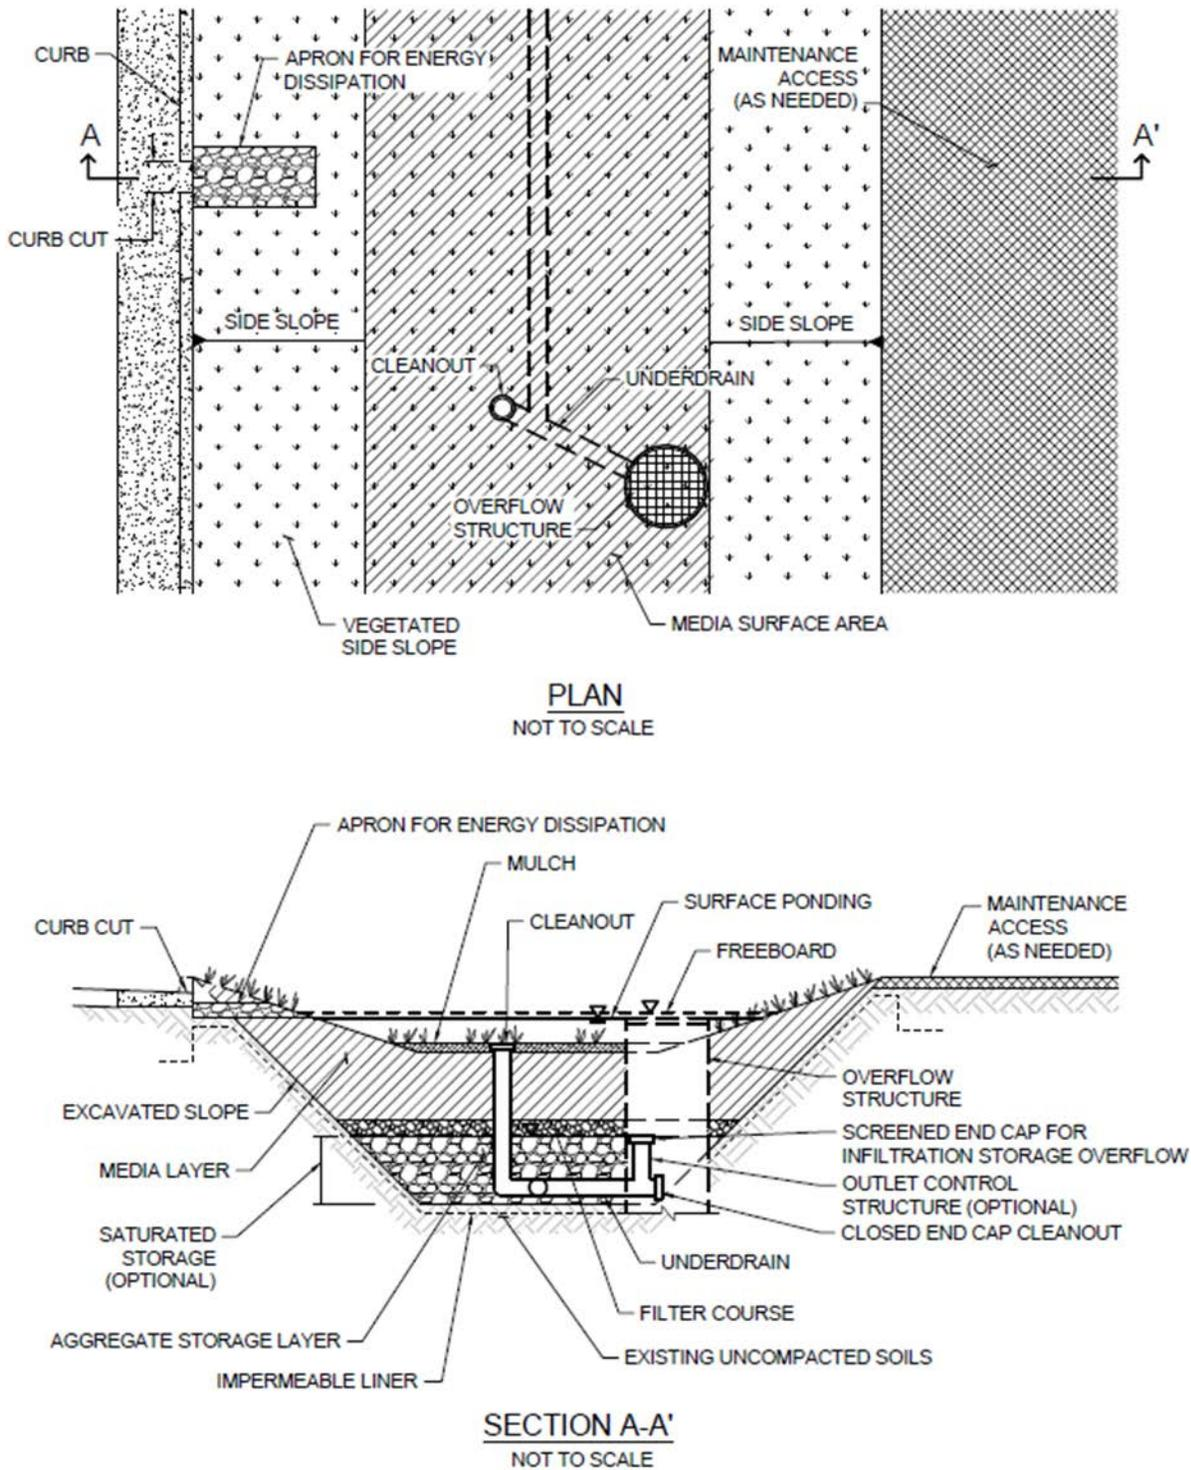 CURB
APRON FOR ENERGY
DISSIPATION
MAINTENANCE
ACCESS
(AS NEEDED)
A
A'
CURB CUT
SIDE SLOPE
SIDE SLOPE
CLEANOUT
UNDERDRAIN
OVERFLOW
STRUCTURE
VEGETATED
SIDE SLOPE
MEDIA SURFACE AREA
PLAN
NOT TO SCALE
APRON FOR ENERGY DISSIPATION
MULCH
SURFACE PONDING
MAINTENANCE
ACCESS
(AS NEEDED)
CURB CUT
CLEANOUT
FREEBOARD
EXCAVATED SLOPE
OVERFLOW
STRUCTURE
MEDIA LAYER
SCREENED END CAP FOR
INFILTRATION STORAGE OVERFLOW
OUTLET CONTROL
STRUCTURE (OPTIONAL)
CLOSED END CAP CLEANOUT
SATURATED
STORAGE
(OPTIONAL)
UNDERDRAIN
FILTER COURSE
AGGREGATE STORAGE LAYER
EXISTING UNCOMPACTED SOILS
IMPERMEABLE LINER
SECTION A-A'
NOT TO SCALE